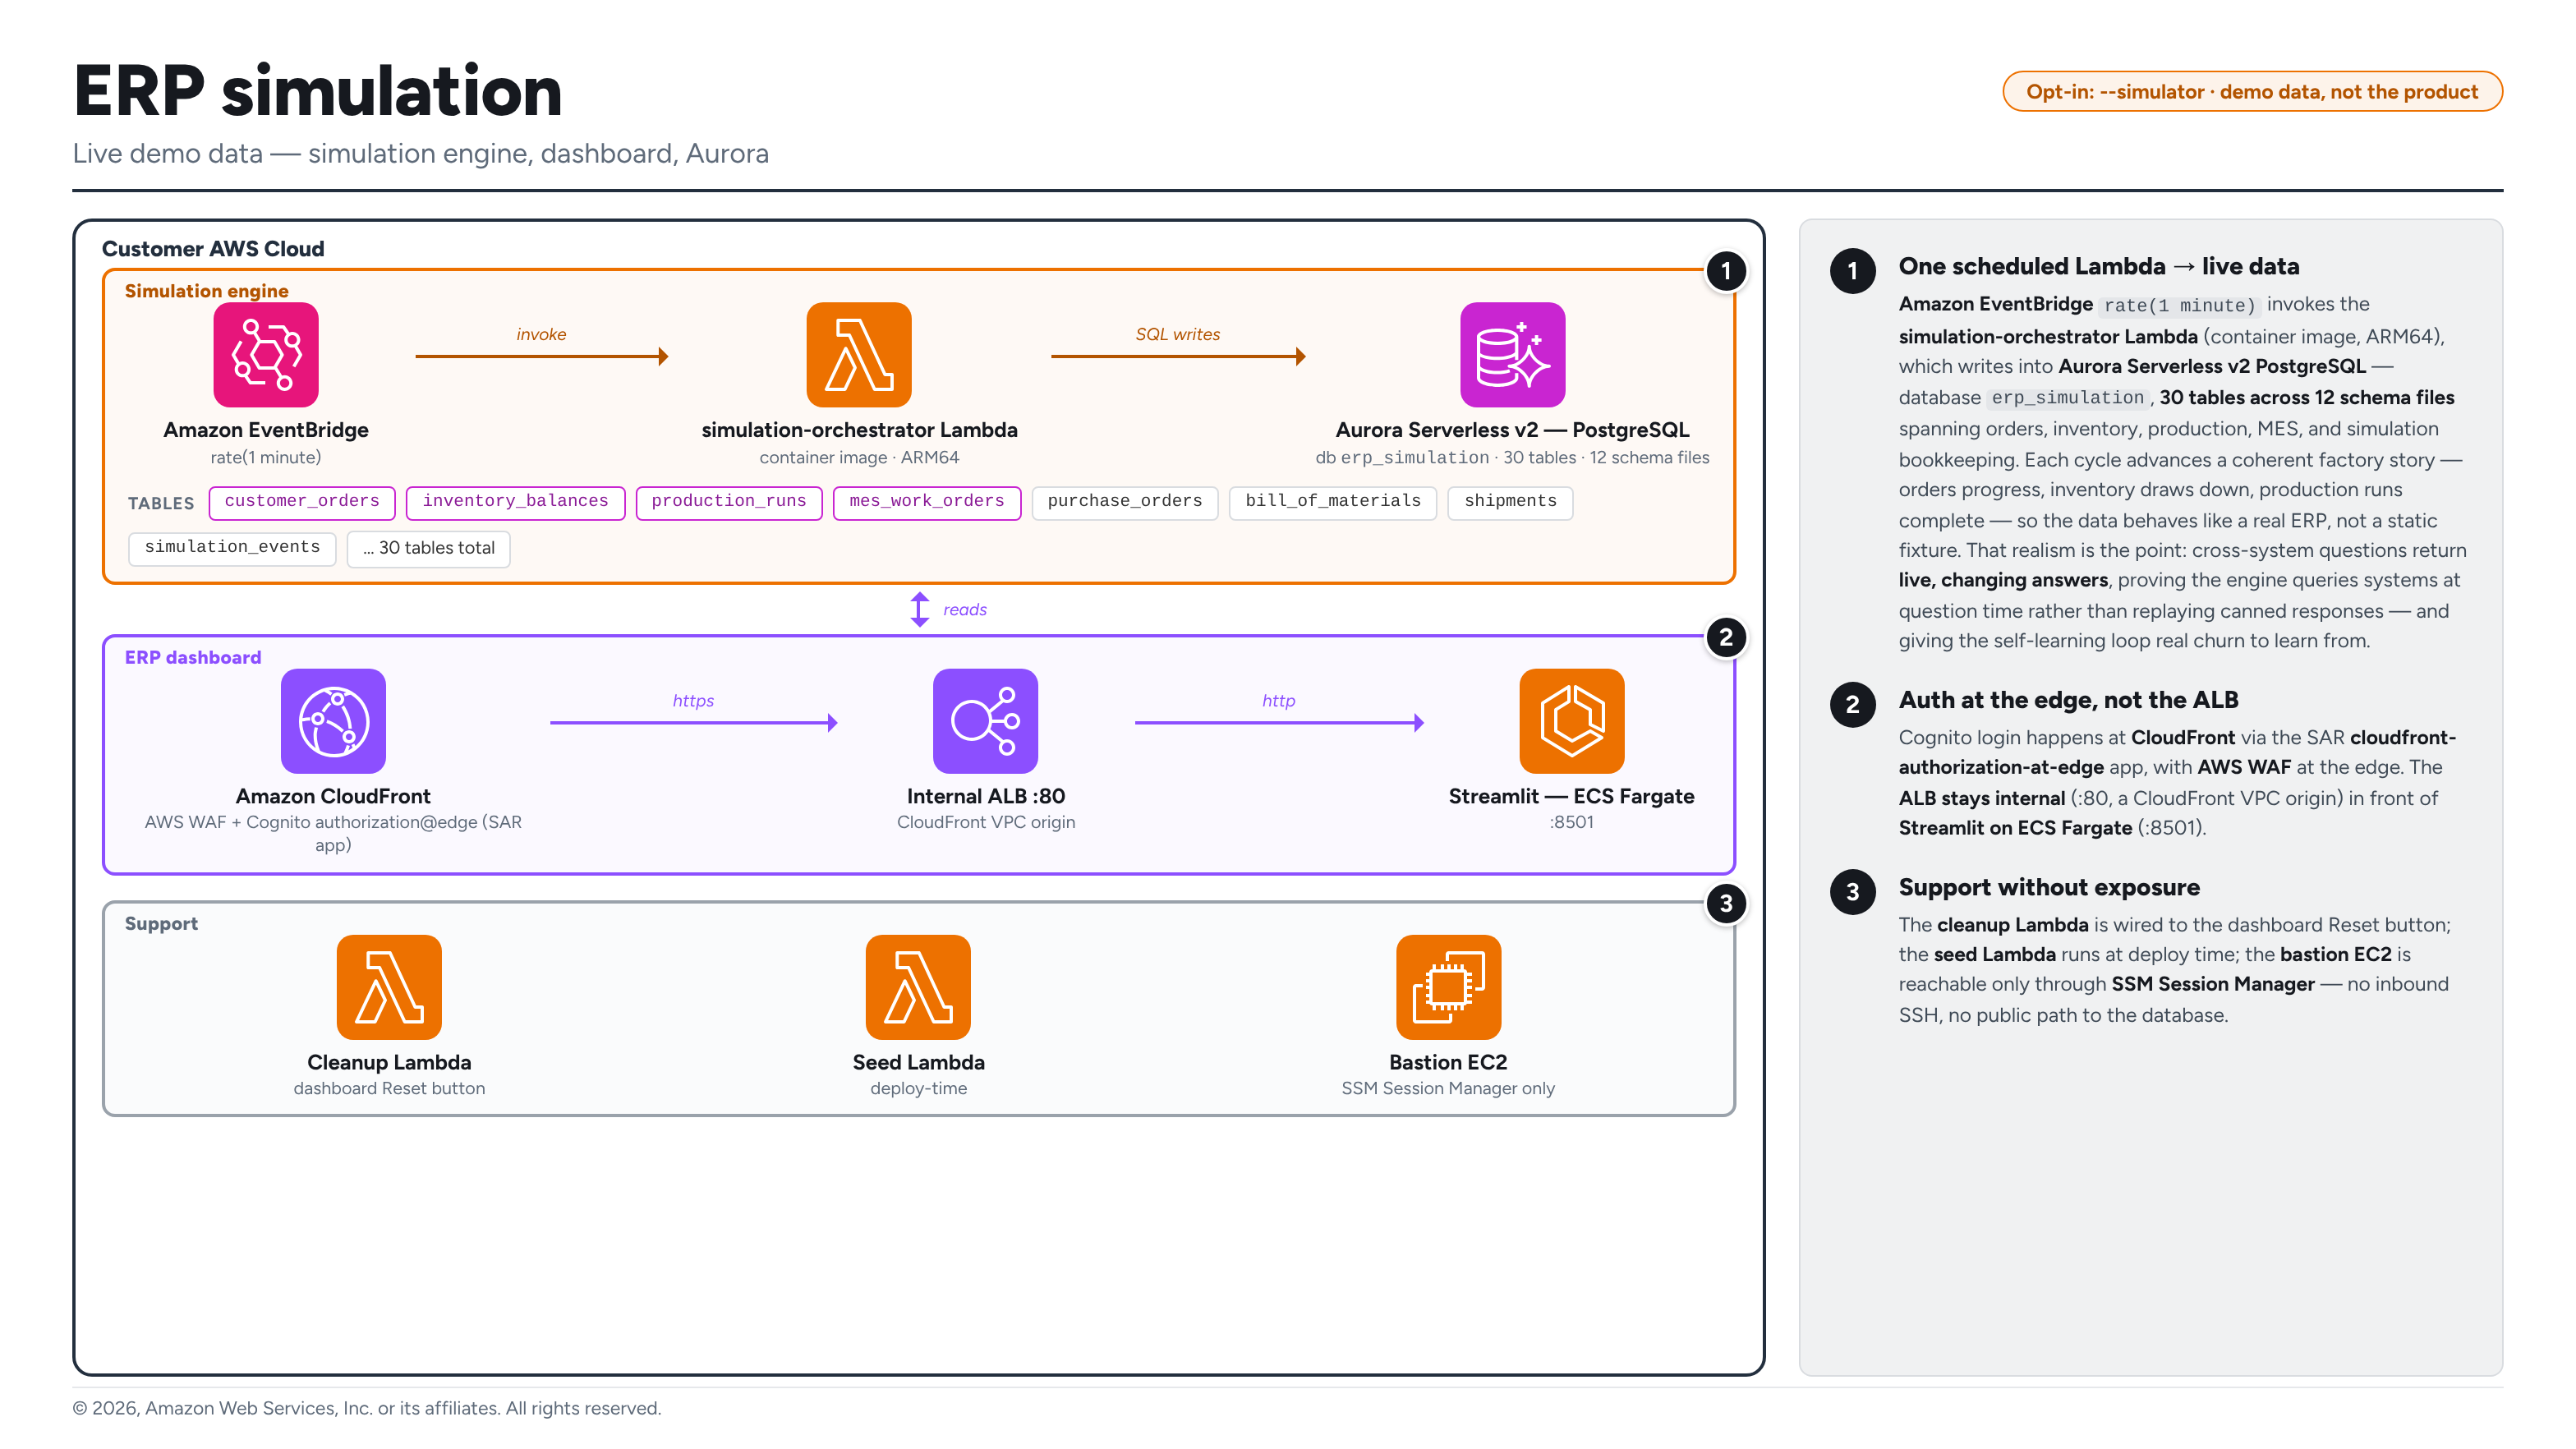 ERP simulation
Opt-in: --simulator · demo data, not the product
Live demo data — simulation engine, dashboard, Aurora
Customer AWS Cloud
1
Simulation engine
invoke
SQL writes
Amazon EventBridge
rate(1 minute)
simulation-orchestrator Lambda
container image · ARM64
Aurora Serverless v2 — PostgreSQL
db erp_simulation · 30 tables · 12 schema files
TABLES customer_orders inventory_balances production_runs mes_work_orders purchase_orders bill_of_materials shipments
simulation_events ... 30 tables total
reads
2
ERP dashboard
https
http
Amazon CloudFront
AWS WAF + Cognito authorization@edge (SAR
app)
Internal ALB :80
CloudFront VPC origin
Streamlit — ECS Fargate
:8501
3
Support
Cleanup Lambda
dashboard Reset button
Seed Lambda
deploy-time
Bastion EC2
SSM Session Manager only
1 One scheduled Lambda → live data
Amazon EventBridge rate(1 minute) invokes the
simulation-orchestrator Lambda (container image, ARM64),
which writes into Aurora Serverless v2 PostgreSQL —
database erp_simulation, 30 tables across 12 schema files
spanning orders, inventory, production, MES, and simulation
bookkeeping. Each cycle advances a coherent factory story —
orders progress, inventory draws down, production runs
complete — so the data behaves like a real ERP, not a static
fixture. That realism is the point: cross-system questions return
live, changing answers, proving the engine queries systems at
question time rather than replaying canned responses — and
giving the self-learning loop real churn to learn from.
2 Auth at the edge, not the ALB
Cognito login happens at CloudFront via the SAR cloudfront-
authorization-at-edge app, with AWS WAF at the edge. The
ALB stays internal (:80, a CloudFront VPC origin) in front of
Streamlit on ECS Fargate (:8501).
3 Support without exposure
The cleanup Lambda is wired to the dashboard Reset button;
the seed Lambda runs at deploy time; the bastion EC2 is
reachable only through SSM Session Manager — no inbound
SSH, no public path to the database.
© 2026, Amazon Web Services, Inc. or its affiliates. All rights reserved.